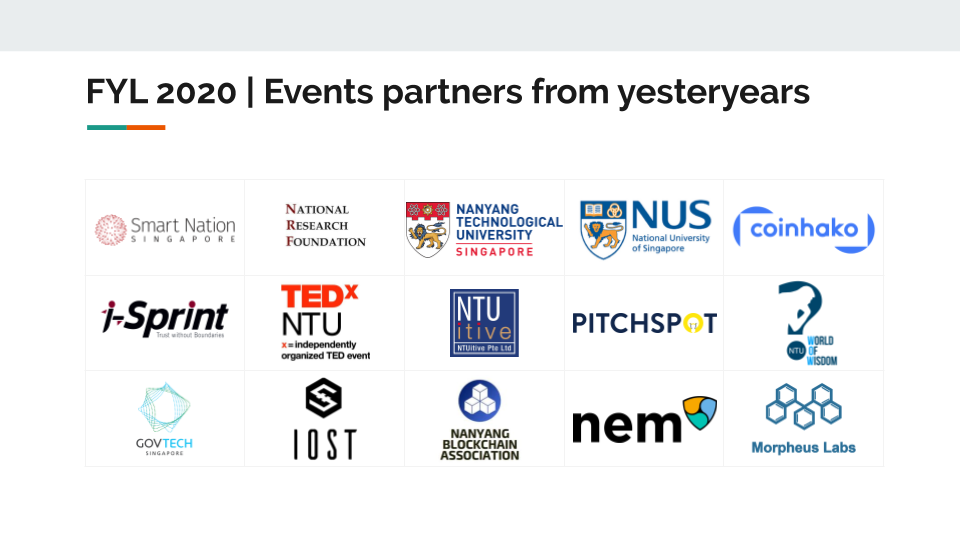 FYL 2020 | Events partners from yesteryears
Smart Nation
SINGAPORE
NATIONAL
RESEARCH
FOUNDATION
NANYANG
TECHNOLOGICAL
UNIVERSITY
SINGAPORE
NUS
National University
of Singapore
coinhako
i-Sprint
Trust without Boundaries
TEDx
NTU
x = independently
organized TED event
NTU
itive
NTUitive Pte Ltd
PITCHSPOT
NTU
WORLD
OF
WISDOM
GOVTECH
SINGAPORE
IOST
NANYANG
BLOCKCHAIN
ASSOCIATION
nem
Morpheus Labs